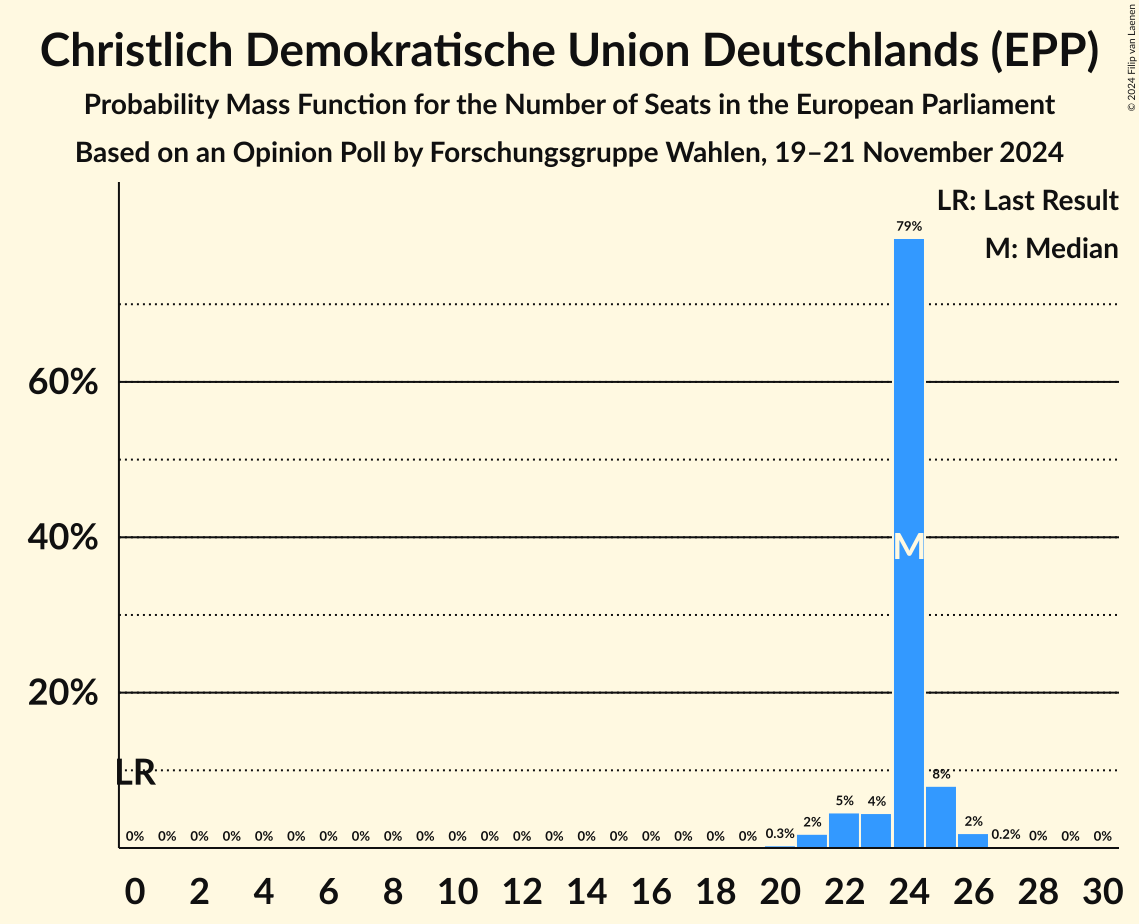 Christlich Demokratische Union Deutschlands (EPP)
Probability Mass Function for the Number of Seats in the European Parliament
Based on an Opinion Poll by Forschungsgruppe Wahlen, 19–21 November 2024
© 2024 Filip van Laenen
LR: Last Result
M: Median
79%
60%
40%
M
20%
LR
0% 0% 0% 0% 0% 0% 0% 0% 0% 0% 0% 0% 0% 0% 0% 0% 0% 0% 0% 0% 0.3% 2% 5% 4% 8% 2% 0.2% 0% 0% 0%
0 2 4 6 8 10 12 14 16 18 20 22 24 26 28 30